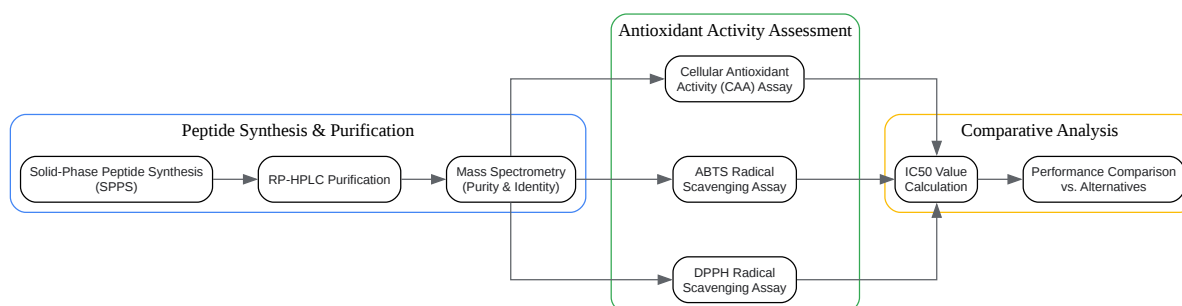 Antioxidant Activity Assessment
Cellular Antioxidant
Activity (CAA) Assay
Peptide Synthesis & Purification
Comparative Analysis
Solid-Phase Peptide Synthesis
(SPPS)
RP-HPLC Purification
Mass Spectrometry
(Purity & Identity)
ABTS Radical
Scavenging Assay
IC50 Value
Calculation
Performance Comparison
vs. Alternatives
DPPH Radical
Scavenging Assay